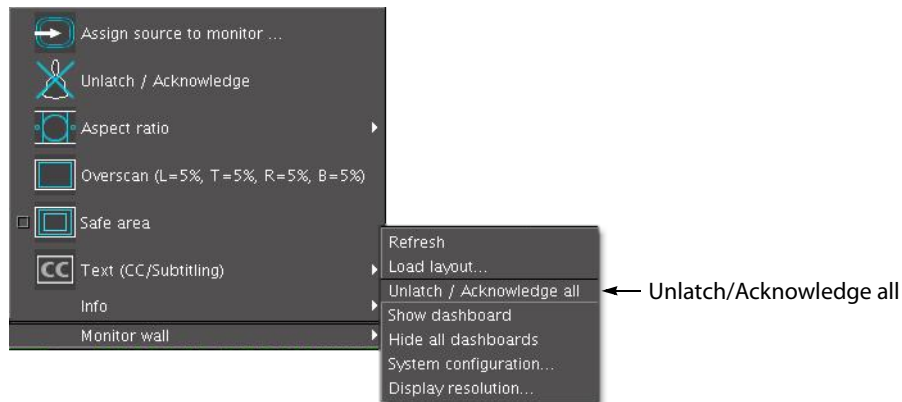 Assign source to monitor ...
Unlatch / Acknowledge
Aspect ratio
Overscan (L=5%, T=5%, R=5%, B=5%)
Safe area
CC Text (CC/Subtitling)
Info
Monitor wall
Refresh
Load layout...
Unlatch / Acknowledge all
Show dashboard
Hide all dashboards
System configuration...
Display resolution...
Unlatch/Acknowledge all